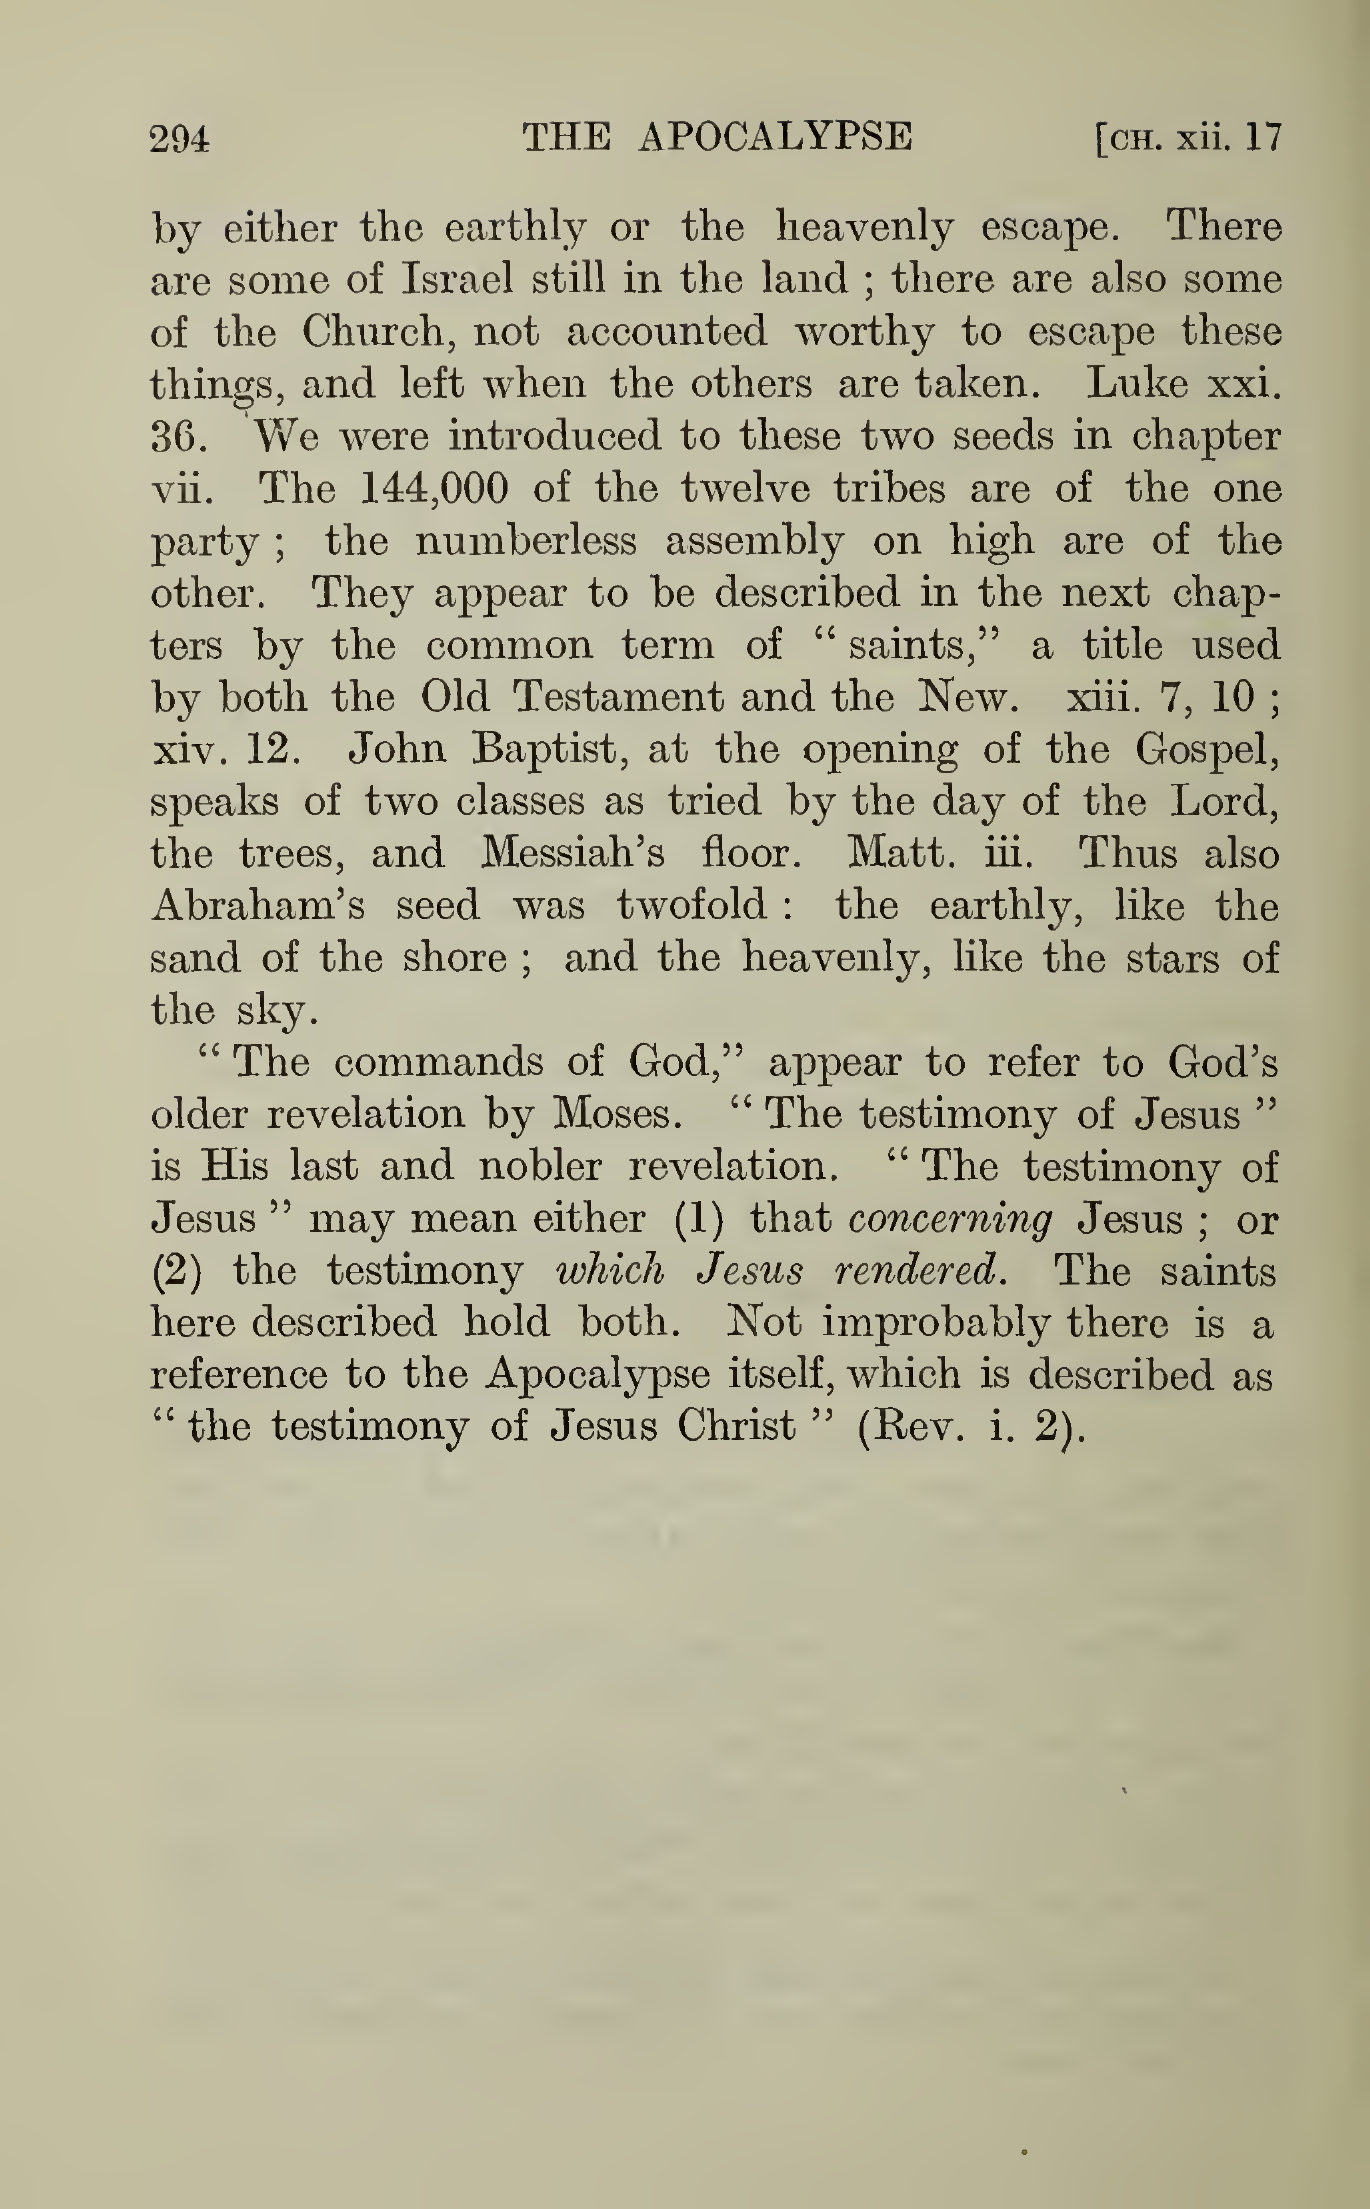 294 THE APOCALYPSE [CH. xii. 17
by either the earthly or the heavenly escape. There
are some of Israel still in the land ; there are also some
of the Church, not accounted worthy to escape these
things, and left when the others are taken. Luke xxi.
36. We were introduced to these two seeds in chapter
vii. The 144,000 of the twelve tribes are of the one
party ; the numberless assembly on high are of the
other. They appear to be described in the next chap-
ters by the common term of “ saints,” a title used
by both the Old Testament and the New. xiii. 7, 10 ;
xiv. 12. John Baptist, at the opening of the Gospel,
speaks of two classes as tried by the day of the Lord,
the trees, and Messiah’s floor. Matt. iii. Thus also
Abraham’s seed was twofold : the earthly, like the
sand of the shore ; and the heavenly, like the stars of
the sky.
“ The commands of God,” appear to refer to God’s
older revelation by Moses. “ The testimony of Jesus ”
is His last and nobler revelation. “ The testimony of
Jesus ” may mean either (1) that concerning Jesus ; or
(2) the testimony which Jesus rendered. The saints
here described hold both. Not improbably there is a
reference to the Apocalypse itself, which is described as
“ the testimony of Jesus Christ ” (Rev. i. 2).